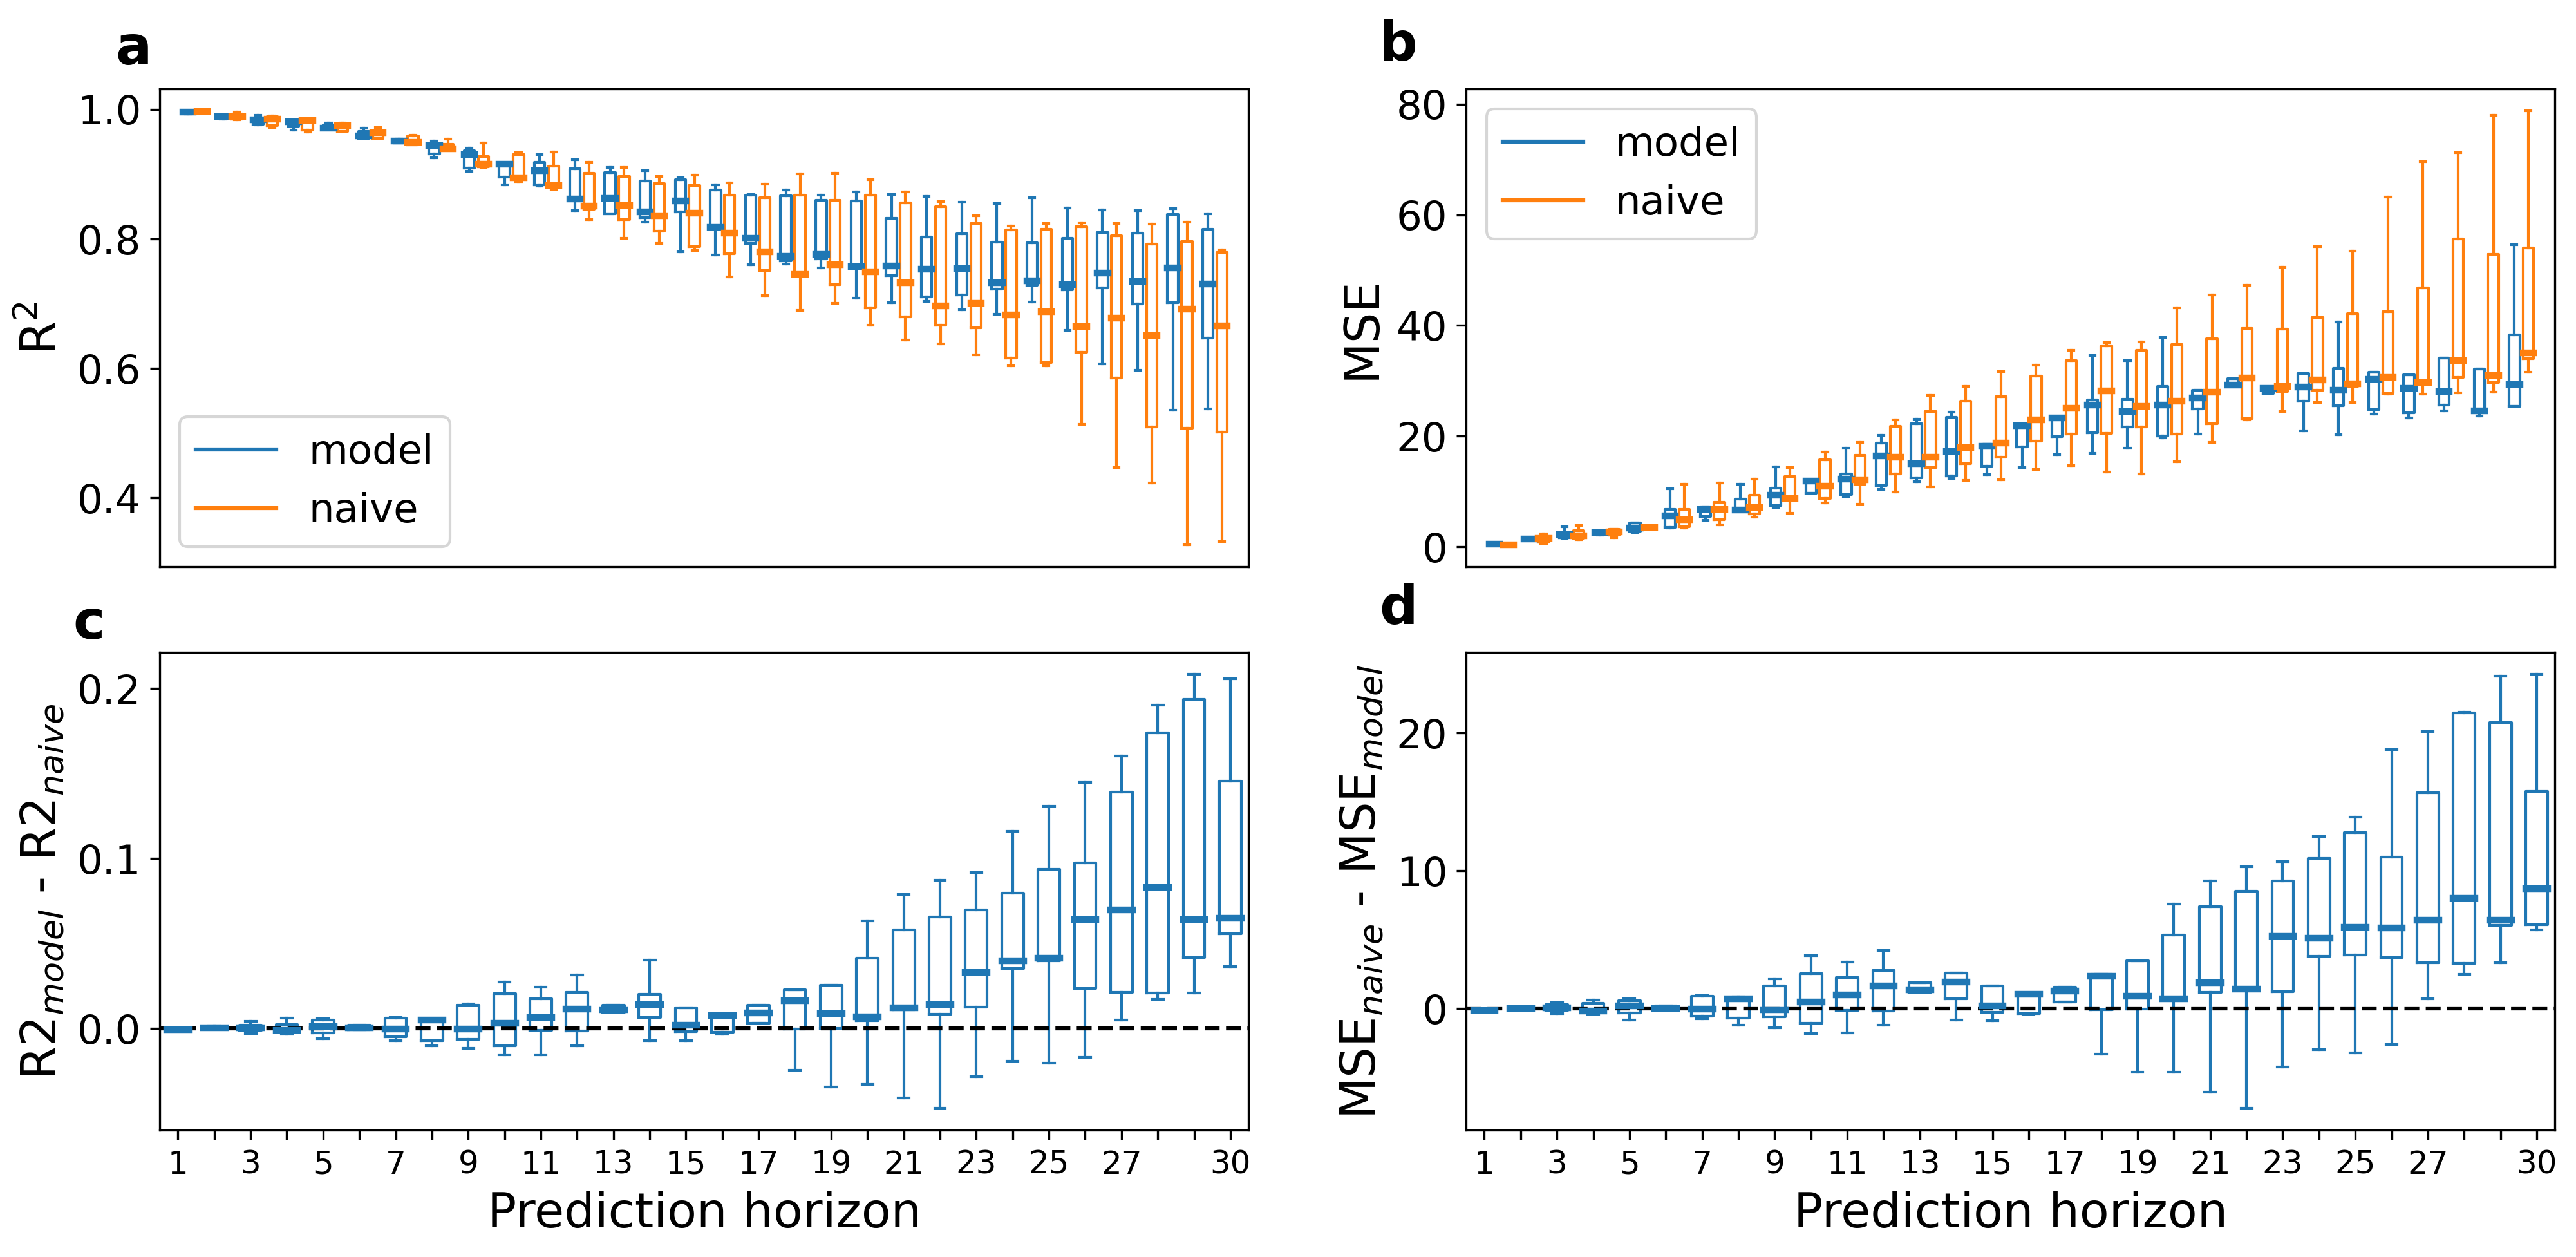 a
1.0
0.8
0.6
0.4
R²
model
naive
b
80
60
40
20
0
MSE
model
naive
c
0.2
0.1
0.0
R2model - R2naive
1 3 5 7 9 11 13 15 17 19 21 23 25 27 30
Prediction horizon
d
20
10
0
MSEnaive - MSEmodel
1 3 5 7 9 11 13 15 17 19 21 23 25 27 30
Prediction horizon